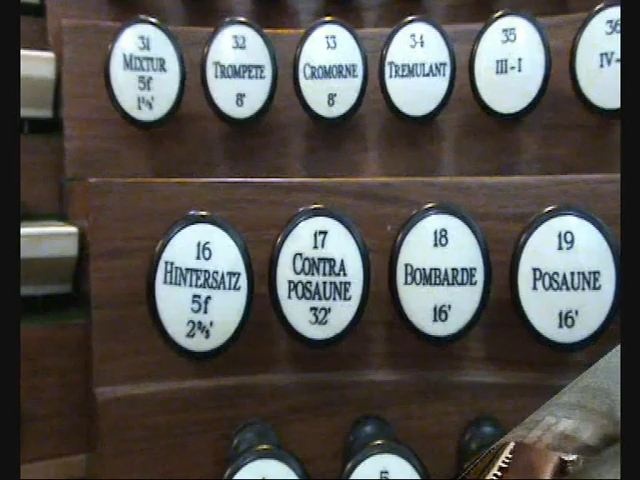 31
MIXTUR
5f
1⅓'
32
TROMPETE
8'
33
CROMORNE
8'
34
TREMULANT
35
III-I
36
IV-
16
HINTERSATZ
5f
2⅔'
17
CONTRA
POSAUNE
32'
18
BOMBARDE
16'
19
POSAUNE
16'
5